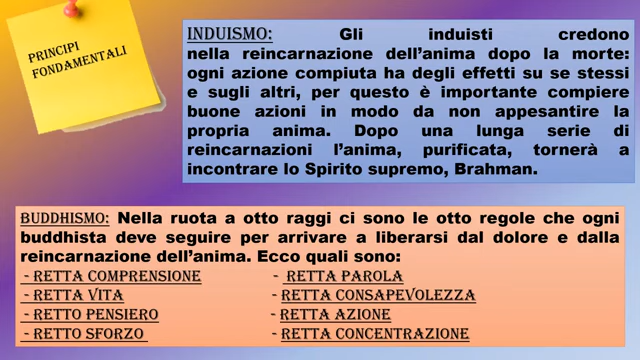 PRINCIPI
FONDAMENTALI
INDUISMO: Gli induisti credono
nella reincarnazione dell’anima dopo la morte:
ogni azione compiuta ha degli effetti su se stessi
e sugli altri, per questo è importante compiere
buone azioni in modo da non appesantire la
propria anima. Dopo una lunga serie di
reincarnazioni l’anima, purificata, tornerà a
incontrare lo Spirito supremo, Brahman.
BUDDHISMO: Nella ruota a otto raggi ci sono le otto regole che ogni
buddhista deve seguire per arrivare a liberarsi dal dolore e dalla
reincarnazione dell’anima. Ecco quali sono:
- RETTA COMPRENSIONE - RETTA PAROLA
- RETTA VITA - RETTA CONSAPEVOLEZZA
- RETTO PENSIERO - RETTA AZIONE
- RETTO SFORZO - RETTA CONCENTRAZIONE